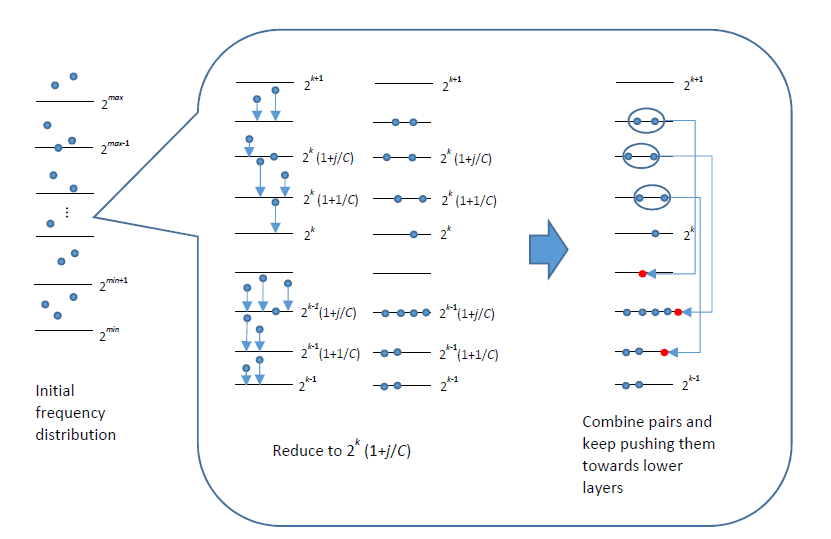 2^max
2^max-1
⋮
2^min+1
2^min
Initial
frequency
distribution
2^k+1
2^k (1+j/C)
2^k (1+1/C)
2^k
2^k-1(1+j/C)
2^k-1(1+1/C)
2^k-1
2^k+1
2^k (1+j/C)
2^k (1+1/C)
2^k
2^k-1(1+j/C)
2^k-1(1+1/C)
2^k-1
Reduce to 2^k (1+j/C)
2^k+1
2^k
2^k-1
Combine pairs and
keep pushing them
towards lower
layers